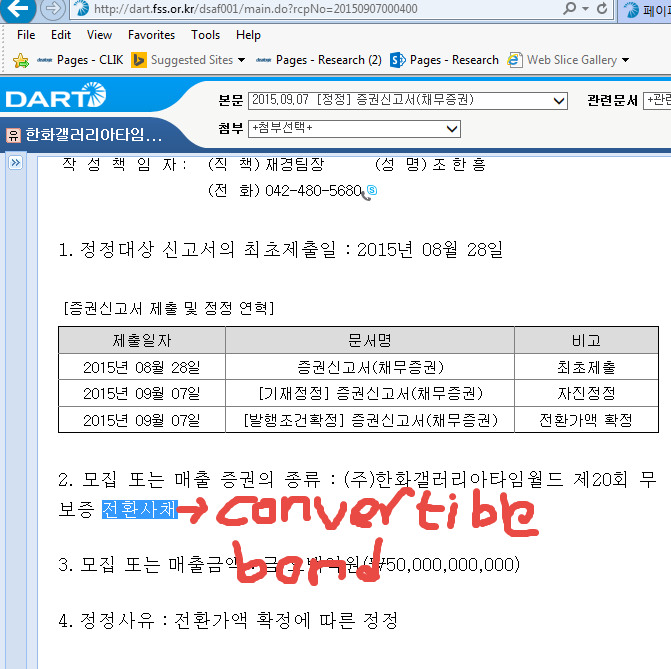 http://dart.fss.or.kr/dsaf001/main.do?rcpNo=20150907000400
페이
File Edit View Favorites Tools Help
Pages - CLIK Suggested Sites Pages - Research (2) Pages - Research Web Slice Gallery
DART
본문 2015,09,07 [정정] 증권신고서(채무증권) 관련문서 +관련
유 한화갤러리아타임...
첨부 +첨부선택+
작 성 책 임 자 : (직 책) 재경팀장 (성 명) 조 한 흥
(전 화) 042-480-5680
1. 정정대상 신고서의 최초제출일 : 2015년 08월 28일
[증권신고서 제출 및 정정 연혁]
제출일자 문서명 비고
2015년 08월 28일 증권신고서(채무증권) 최초제출
2015년 09월 07일 [기재정정] 증권신고서(채무증권) 자진정정
2015년 09월 07일 [발행조건확정] 증권신고서(채무증권) 전환가액 확정
2. 모집 또는 매출 증권의 종류 : (주)한화갤러리아타임월드 제20회 무
보증 전환사채 → convertible
bond
3. 모집 또는 매출금액 : 금 오백억원(₩50,000,000,000)
4. 정정사유 : 전환가액 확정에 따른 정정